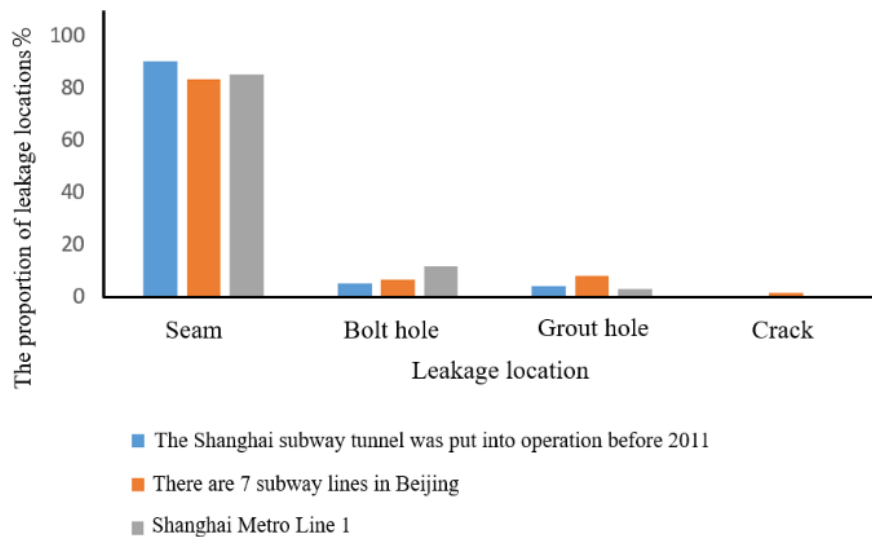 The proportion of leakage locations%
100
80
60
40
20
0
Seam Bolt hole Grout hole Crack
Leakage location
The Shanghai subway tunnel was put into operation before 2011
There are 7 subway lines in Beijing
Shanghai Metro Line 1